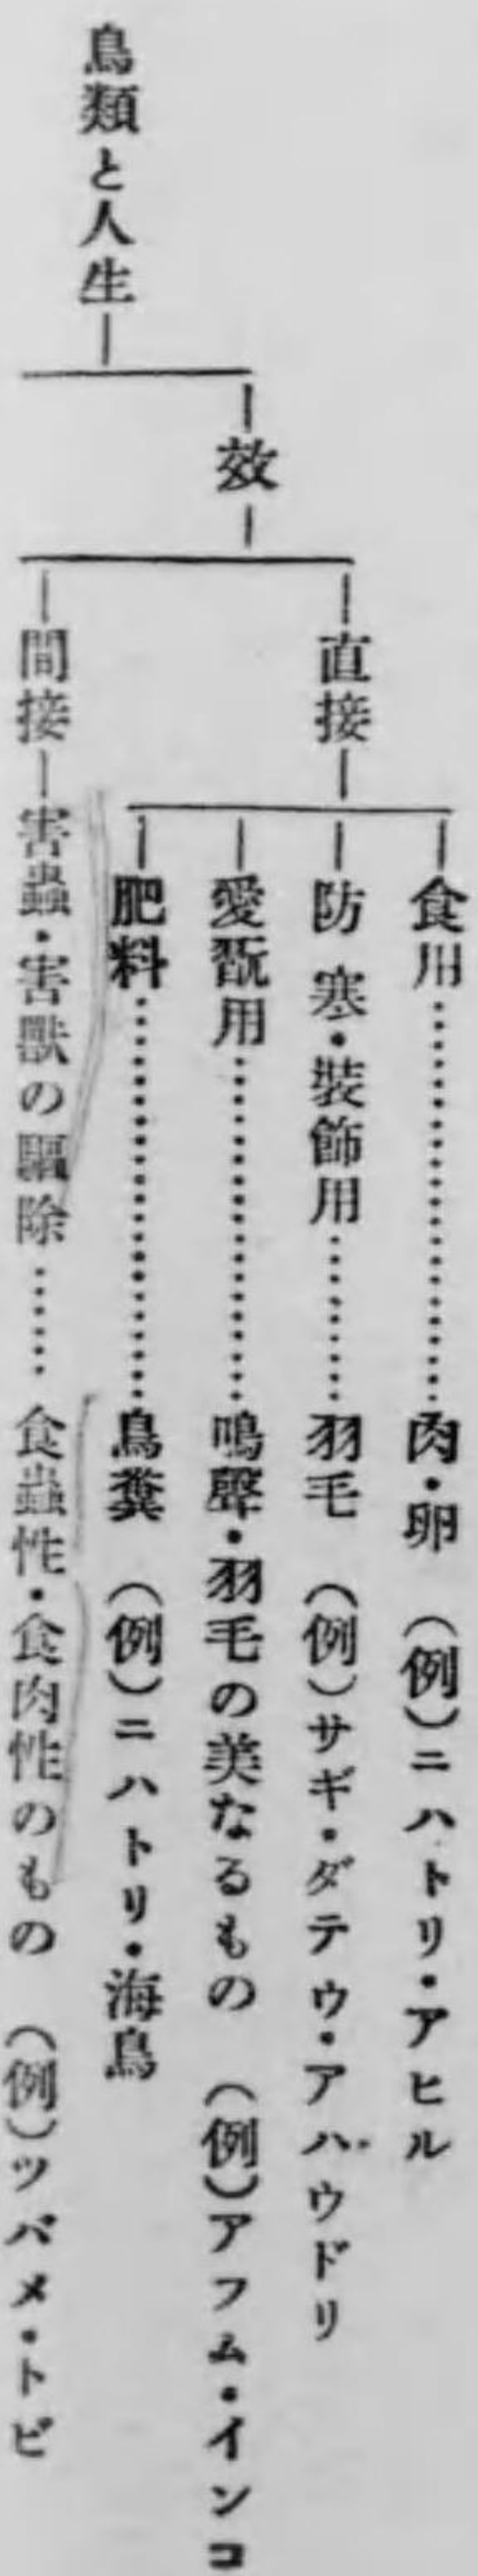 鳥類と人生
效
直接
食用……………肉・卵 (例)ニハトリ・アヒル
防寒・裝飾用……羽毛 (例)サギ・ダテウ・アハウドリ
愛翫用……………鳴聲・羽毛の美なるもの (例)アフム・インコ
肥料………………鳥糞 (例)ニハトリ・海鳥
間接―害蟲・害獸の驅除……食蟲性・食肉性のもの (例)ツバメ・トビ